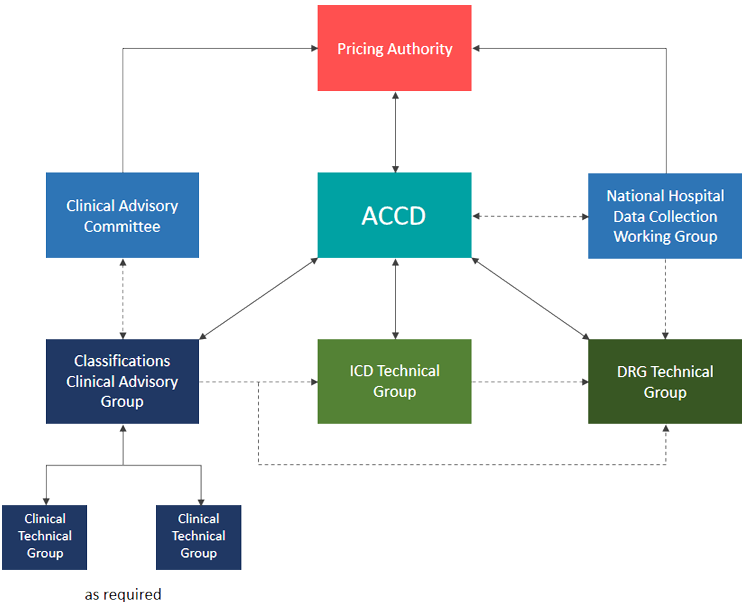 Pricing Authority
Clinical Advisory
Committee
ACCD
National Hospital
Data Collection
Working Group
Classifications
Clinical Advisory
Group
ICD Technical
Group
DRG Technical
Group
Clinical
Technical
Group
Clinical
Technical
Group
as required